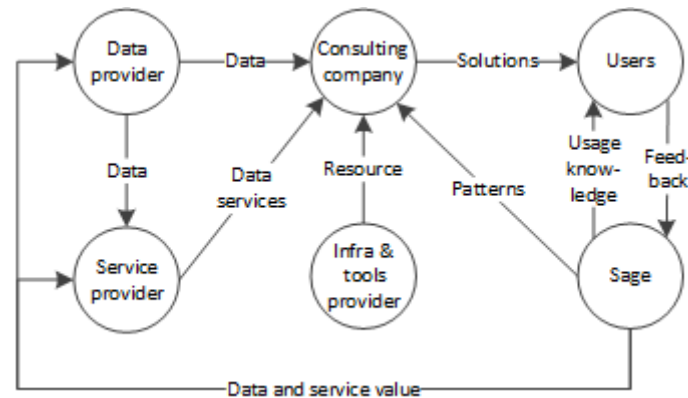 Data
provider
Data
Consulting
company
Solutions
Users
Data
Data
services
Resource
Patterns
Usage
know-
ledge
Feed-
back
Service
provider
Infra &
tools
provider
Sage
Data and service value